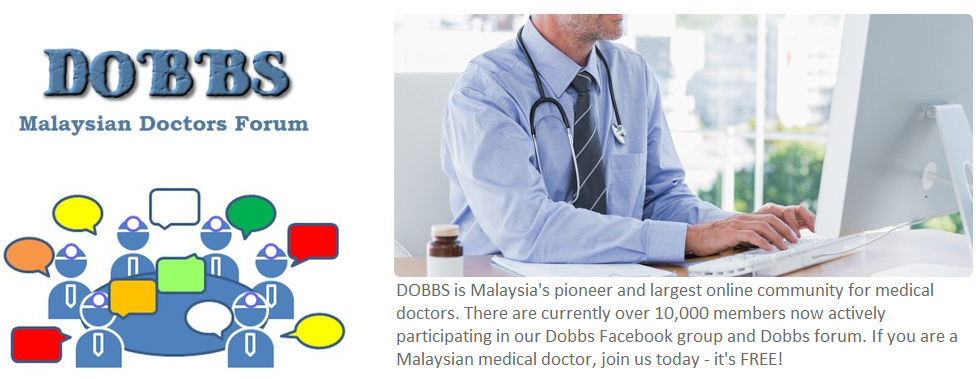 DOBBS
Malaysian Doctors Forum
DOBBS is Malaysia's pioneer and largest online community for medical
doctors. There are currently over 10,000 members now actively
participating in our Dobbs Facebook group and Dobbs forum. If you are a
Malaysian medical doctor, join us today - it's FREE!